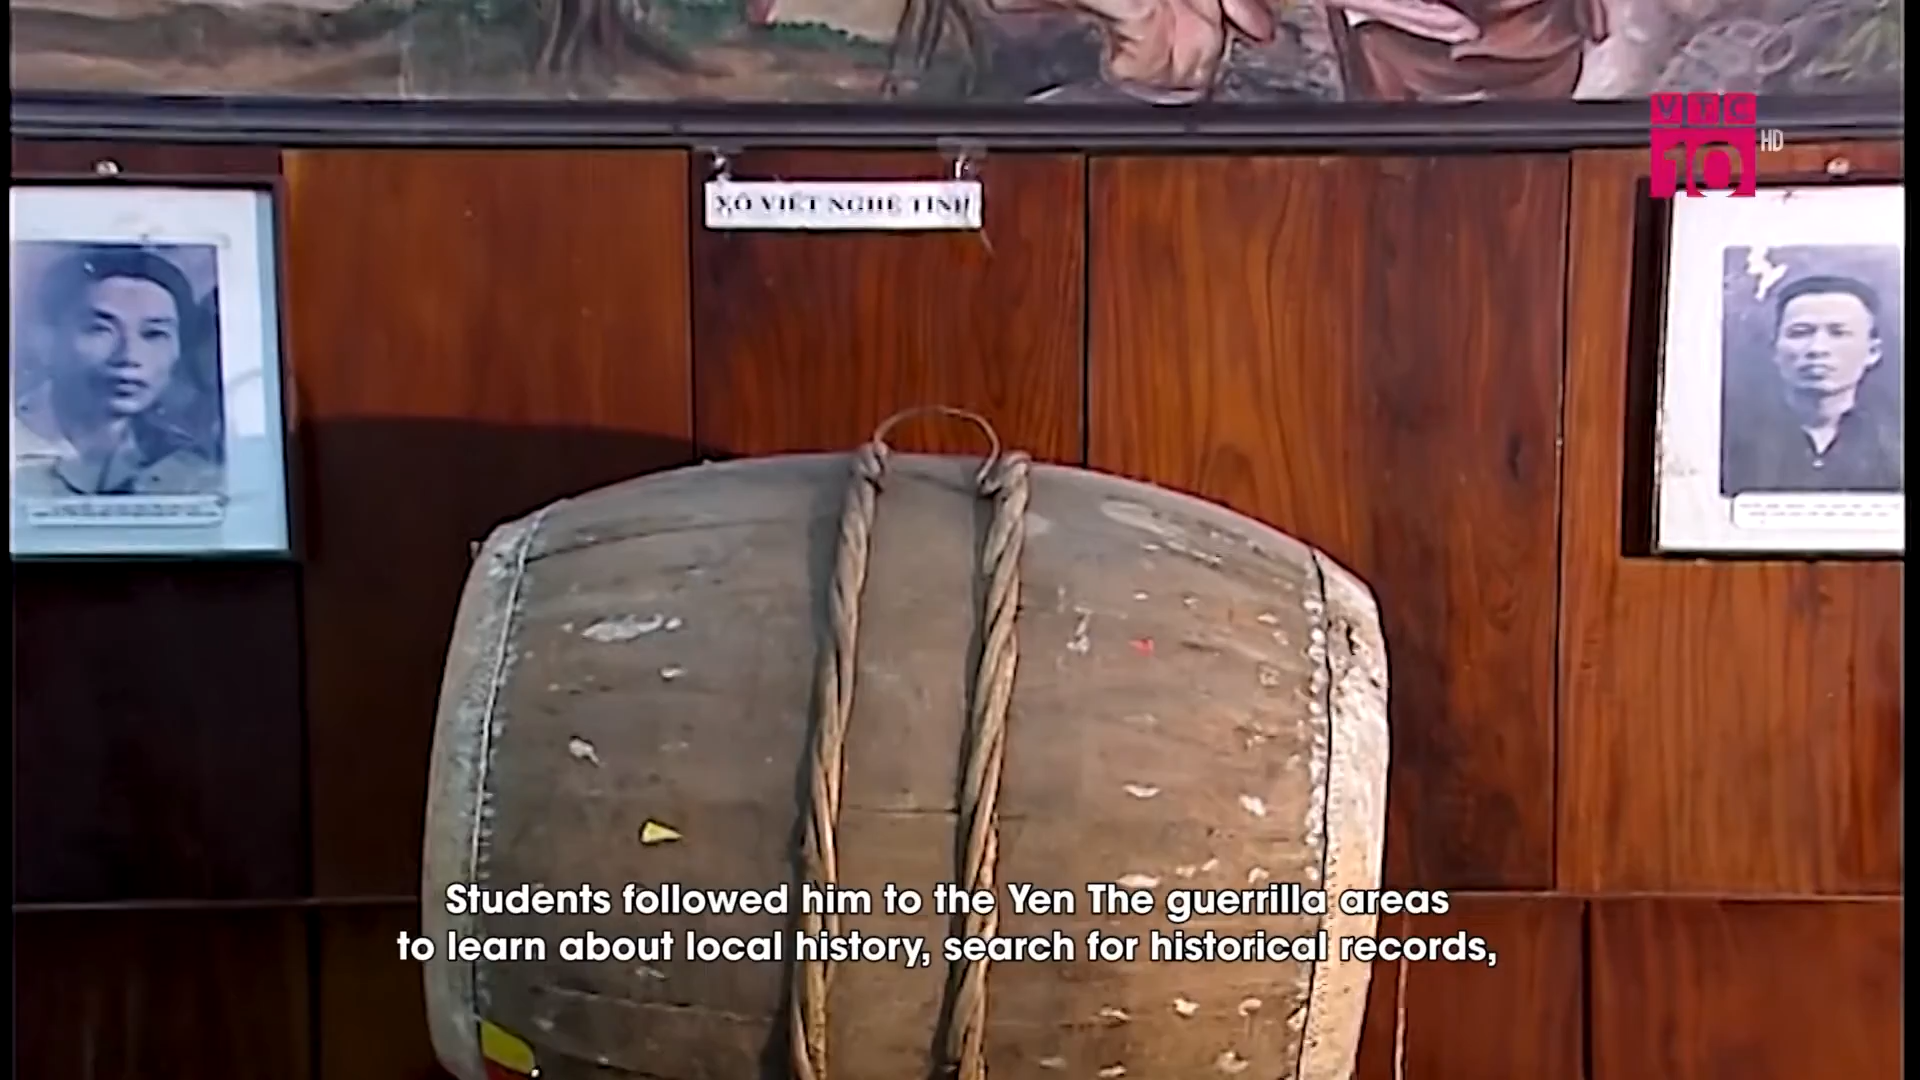 VTC
10 HD
XÔ VIẾT NGHỆ TĨNH
Students followed him to the Yen The guerrilla areas
to learn about local history, search for historical records,